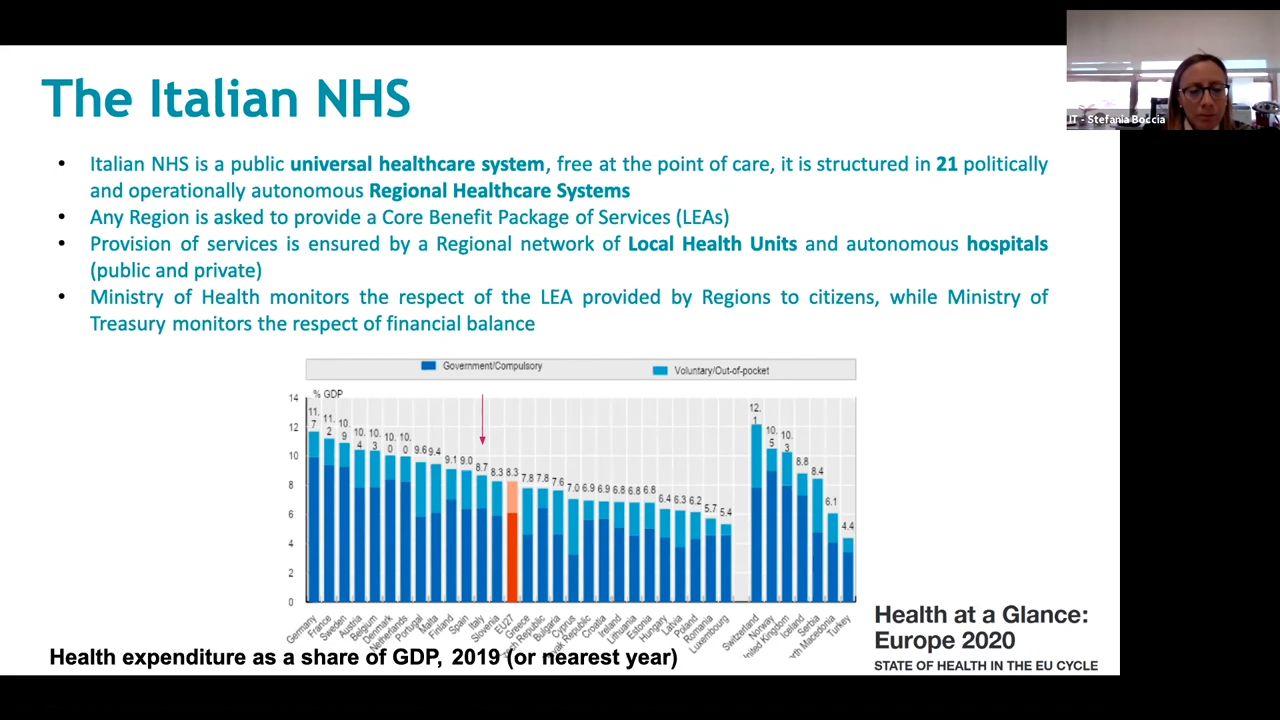 The Italian NHS
IT - Stefania Boccia
• Italian NHS is a public universal healthcare system, free at the point of care, it is structured in 21 politically
and operationally autonomous Regional Healthcare Systems
• Any Region is asked to provide a Core Benefit Package of Services (LEAs)
• Provision of services is ensured by a Regional network of Local Health Units and autonomous hospitals
(public and private)
• Ministry of Health monitors the respect of the LEA provided by Regions to citizens, while Ministry of
Treasury monitors the respect of financial balance
Government/Compulsory Voluntary/Out-of-pocket
% GDP
14
12
10
8
6
4
2
0
11.7 11.2 10.9 10.4 10.3 10.0 10.0 9.6 9.4 9.1 9.0 8.7 8.3 8.3 7.8 7.8 7.6 7.0 6.9 6.9 6.8 6.8 6.8 6.4 6.3 6.2 5.7 5.4 12.1 10.5 10.3 8.8 8.4 6.1 4.4
Germany France Sweden Austria Belgium Denmark Netherlands Portugal Malta Finland Spain Italy Slovenia EU27 Greece Czech Republic Bulgaria Cyprus Slovak Republic Croatia Ireland Lithuania Estonia Hungary Latvia Poland Romania Luxembourg Switzerland Norway United Kingdom Iceland Serbia North Macedonia Turkey
Health expenditure as a share of GDP, 2019 (or nearest year)
Health at a Glance:
Europe 2020
STATE OF HEALTH IN THE EU CYCLE